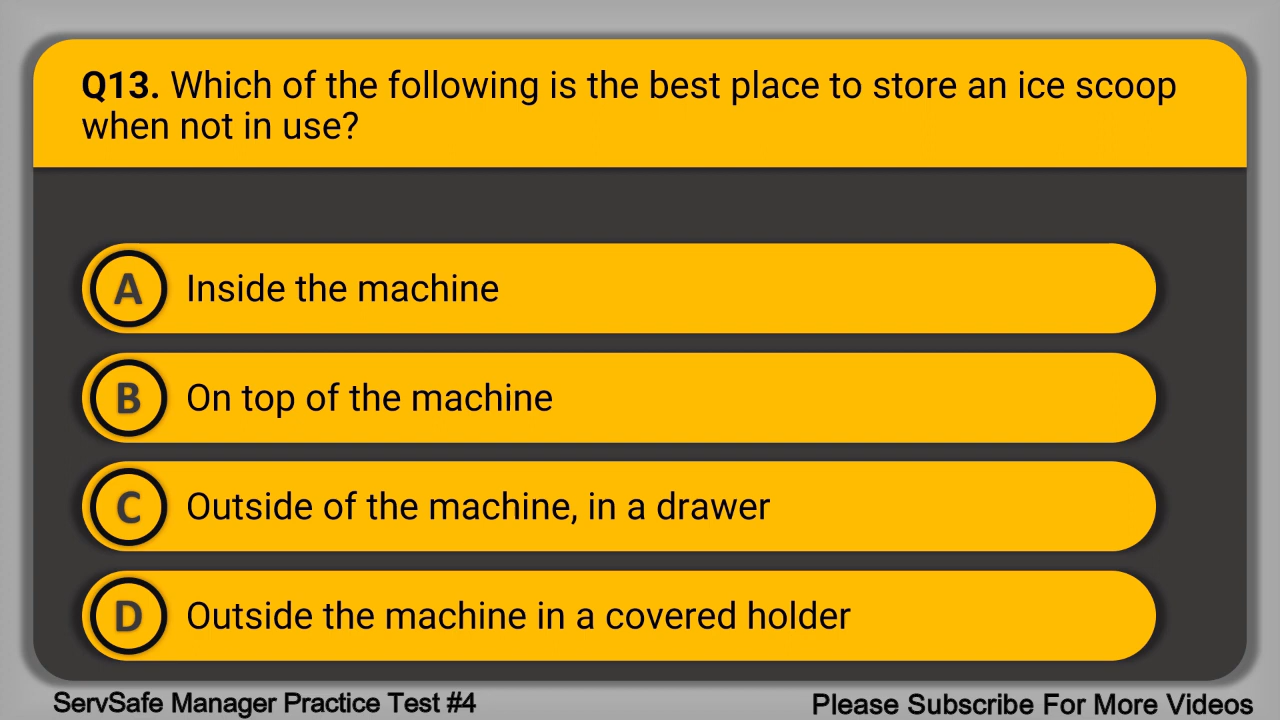 Q13. Which of the following is the best place to store an ice scoop
when not in use?
A Inside the machine
B On top of the machine
C Outside of the machine, in a drawer
D Outside the machine in a covered holder
ServSafe Manager Practice Test #4
Please Subscribe For More Videos